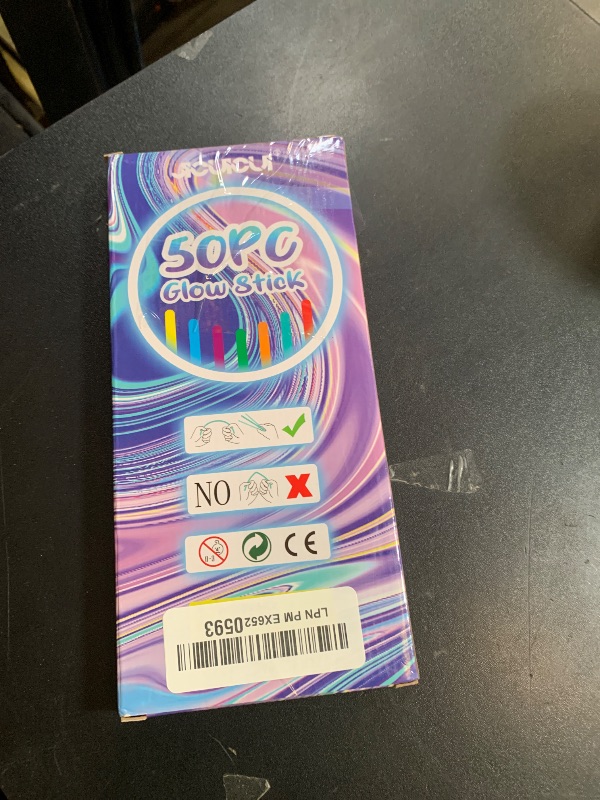 50PC
Glow Stick
NO
CE
LPN PM EX6520593